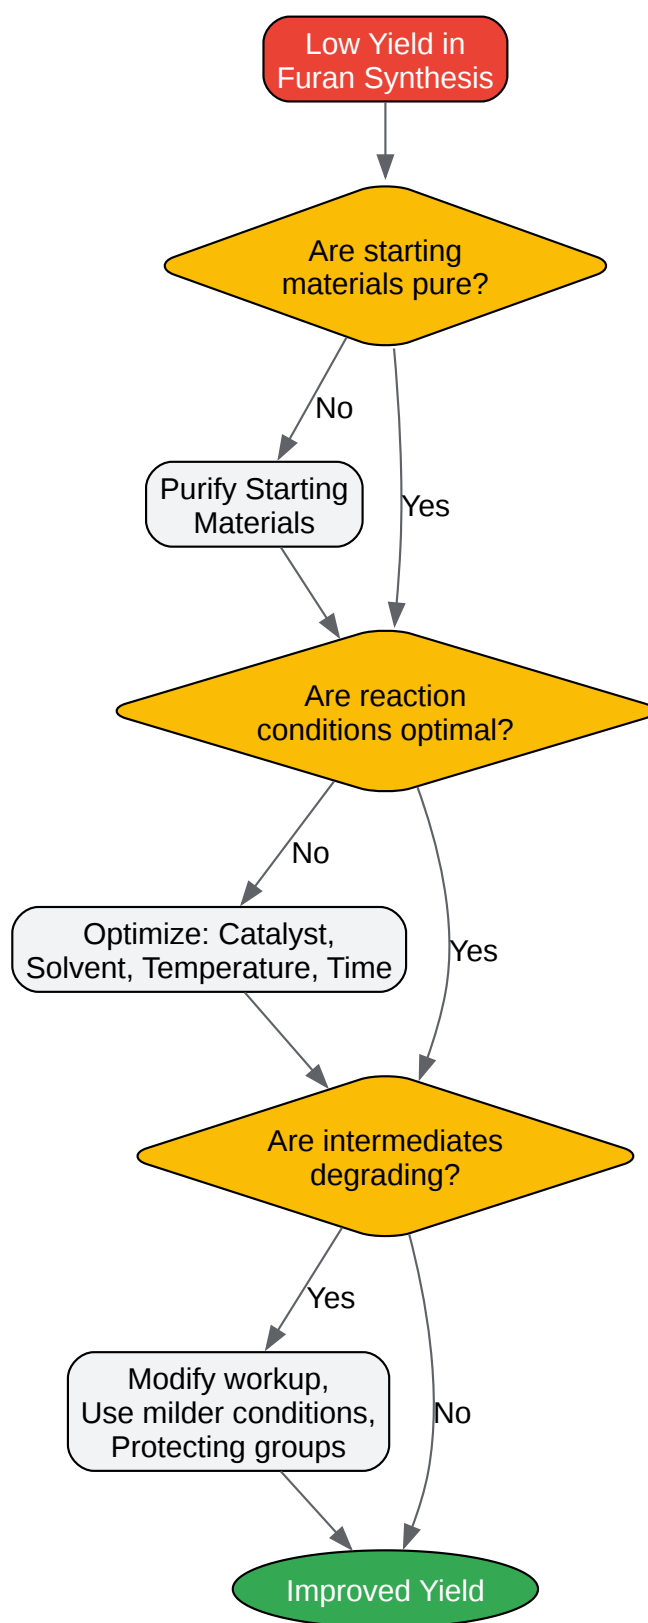 Low Yield in
Furan Synthesis
Are starting
materials pure?
No
Purify Starting
Materials
Yes
Are reaction
conditions optimal?
No
Optimize: Catalyst,
Solvent, Temperature, Time
Yes
Are intermediates
degrading?
Yes
Modify workup,
Use milder conditions,
Protecting groups
No
Improved Yield